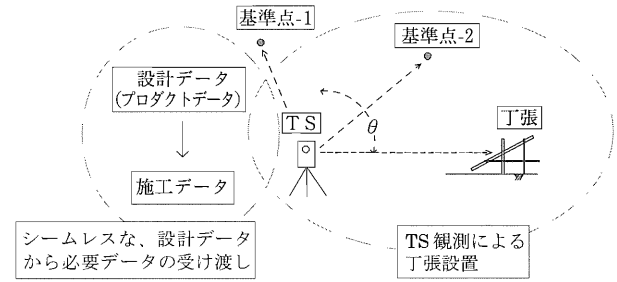 基準点-1
基準点-2
設計データ
(プロダクトデータ)
TS
θ
丁張
施工データ
シームレスな、設計データ
から必要データの受け渡し
TS観測による
丁張設置